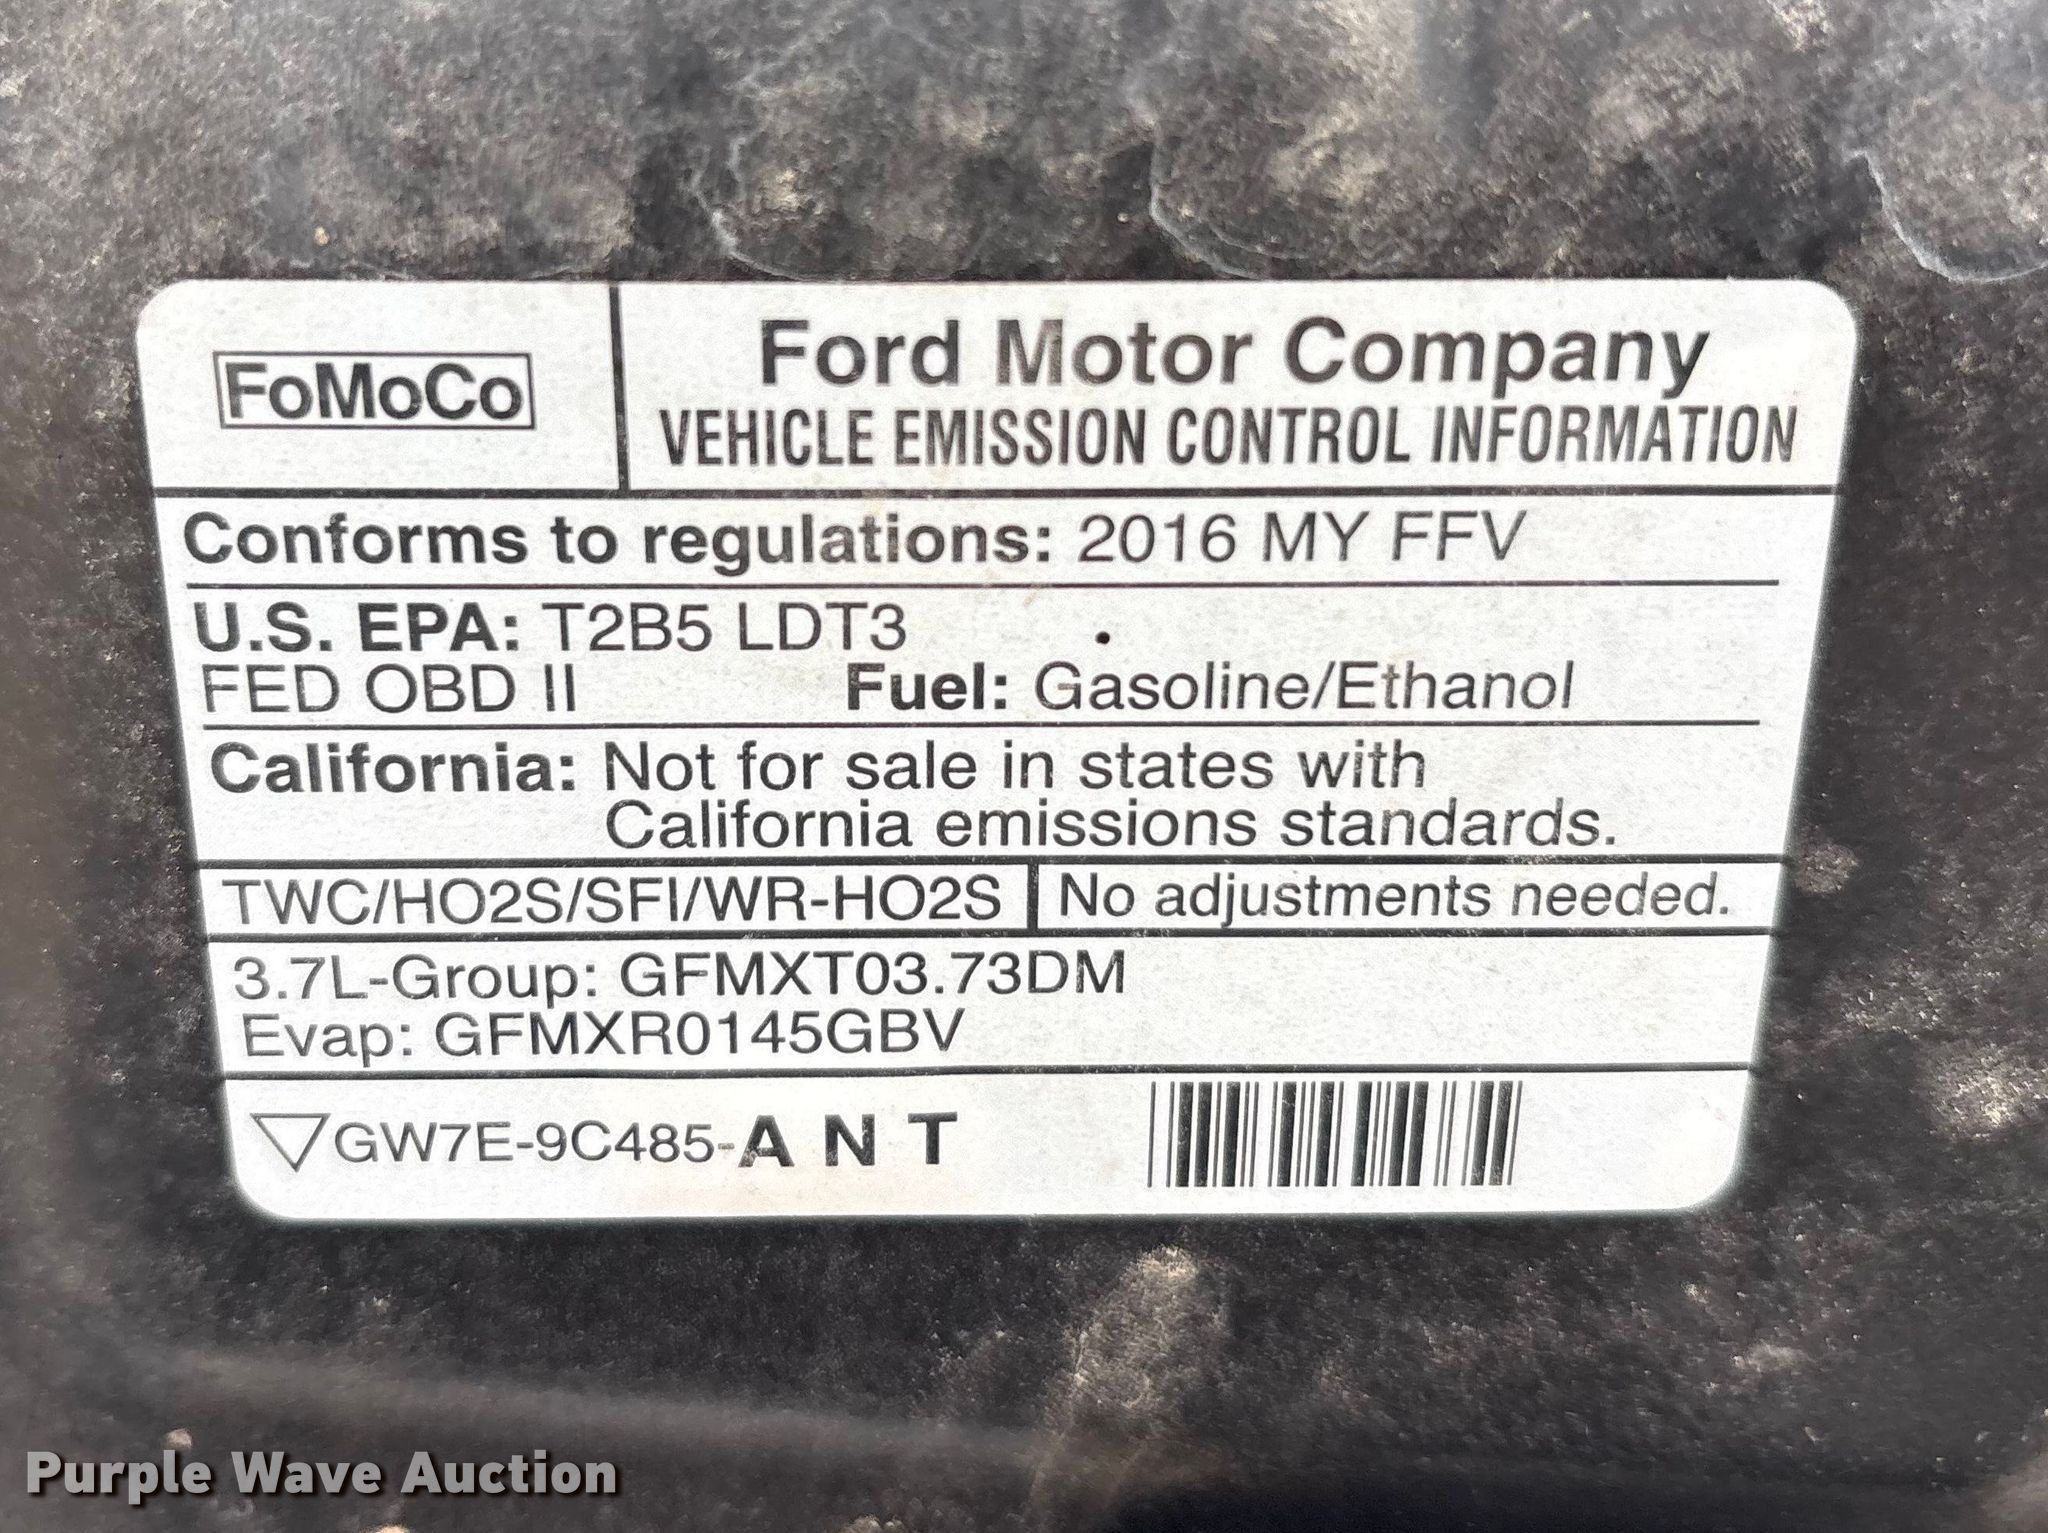 FoMoCo
Ford Motor Company
VEHICLE EMISSION CONTROL INFORMATION
Conforms to regulations: 2016 MY FFV
U.S. EPA: T2B5 LDT3
FED OBD II Fuel: Gasoline/Ethanol
California: Not for sale in states with
California emissions standards.
TWC/HO2S/SFI/WR-HO2S No adjustments needed.
3.7L-Group: GFMXT03.73DM
Evap: GFMXR0145GBV
GW7E-9C485-A N T
Purple Wave Auction